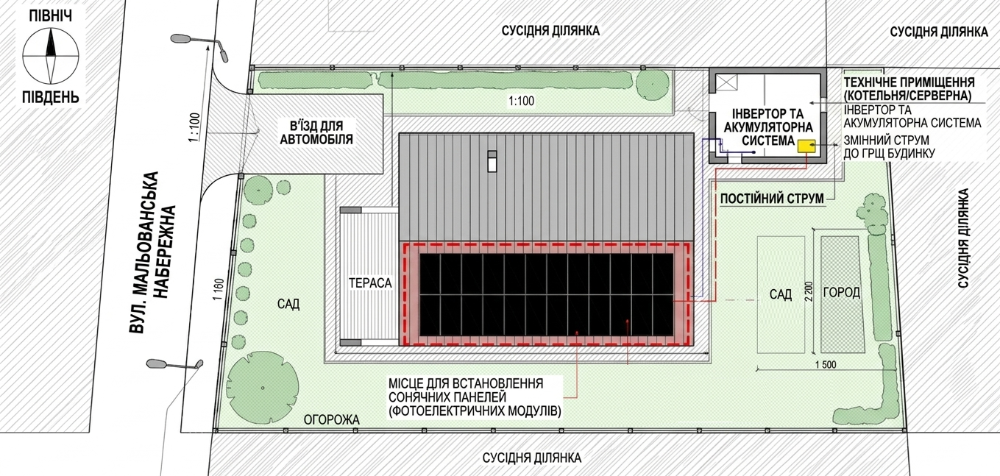 ПІВНІЧ
ПІВДЕНЬ
СУСІДНЯ ДІЛЯНКА
СУСІДНЯ ДІЛЯНКА
1:100
В'ЇЗД ДЛЯ
АВТОМОБІЛЯ
1:100
ІНВЕРТОР ТА
АКУМУЛЯТОРНА
СИСТЕМА
ТЕХНІЧНЕ ПРИМІЩЕННЯ
(КОТЕЛЬНЯ/СЕРВЕРНА)
ІНВЕРТОР ТА
АКУМУЛЯТОРНА СИСТЕМА
ЗМІННИЙ СТРУМ
ДО ГРЩ БУДИНКУ
ПОСТІЙНИЙ СТРУМ
СУСІДНЯ ДІЛЯНКА
ВУЛ. МАЛЬОВАНСЬКА
НАБЕРЕЖНА
1 160
САД
ТЕРАСА
САД
2 200
ГОРОД
1 500
МІСЦЕ ДЛЯ ВСТАНОВЛЕННЯ
СОНЯЧНИХ ПАНЕЛЕЙ
(ФОТОЕЛЕКТРИЧНИХ МОДУЛІВ)
ОГОРОЖА
СУСІДНЯ ДІЛЯНКА